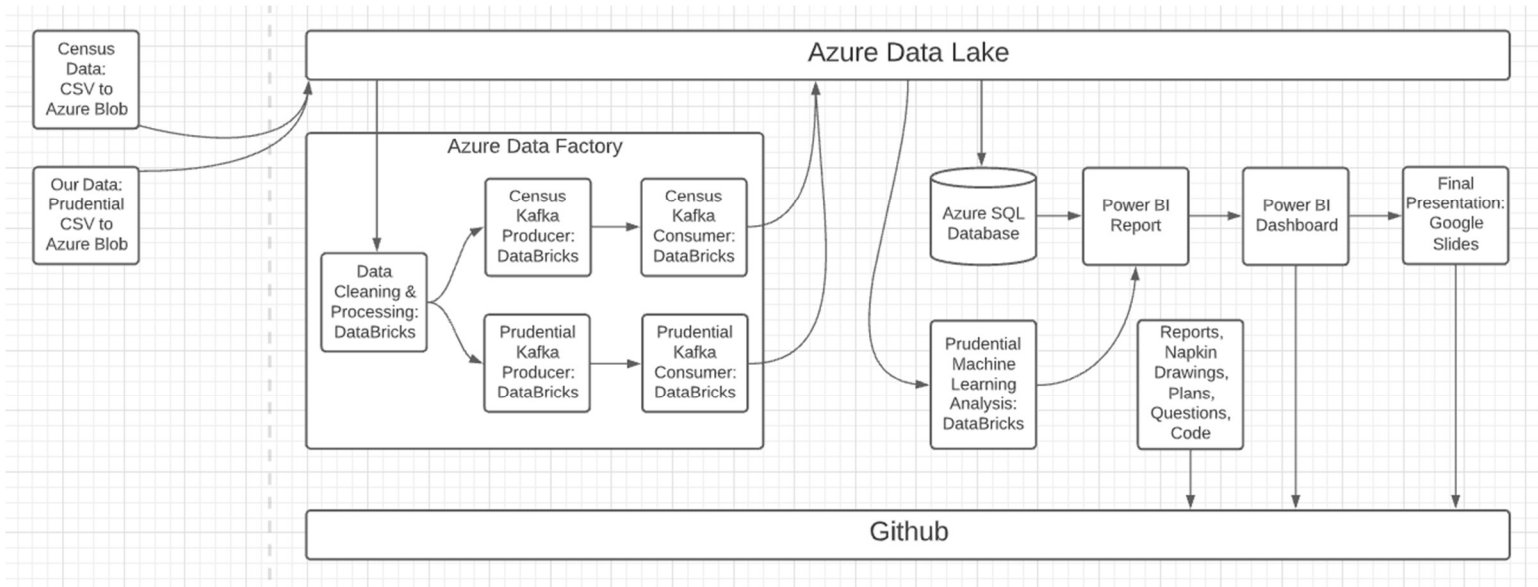 Census
Data:
CSV to
Azure Blob
Our Data:
Prudential
CSV to
Azure Blob
Azure Data Lake
Azure Data Factory
Data
Cleaning &
Processing:
DataBricks
Census
Kafka
Producer:
DataBricks
Census
Kafka
Consumer:
DataBricks
Prudential
Kafka
Producer:
DataBricks
Prudential
Kafka
Consumer:
DataBricks
Azure SQL
Database
Power BI
Report
Power BI
Dashboard
Final
Presentation:
Google
Slides
Prudential
Machine
Learning
Analysis:
DataBricks
Reports,
Napkin
Drawings,
Plans,
Questions,
Code
Github